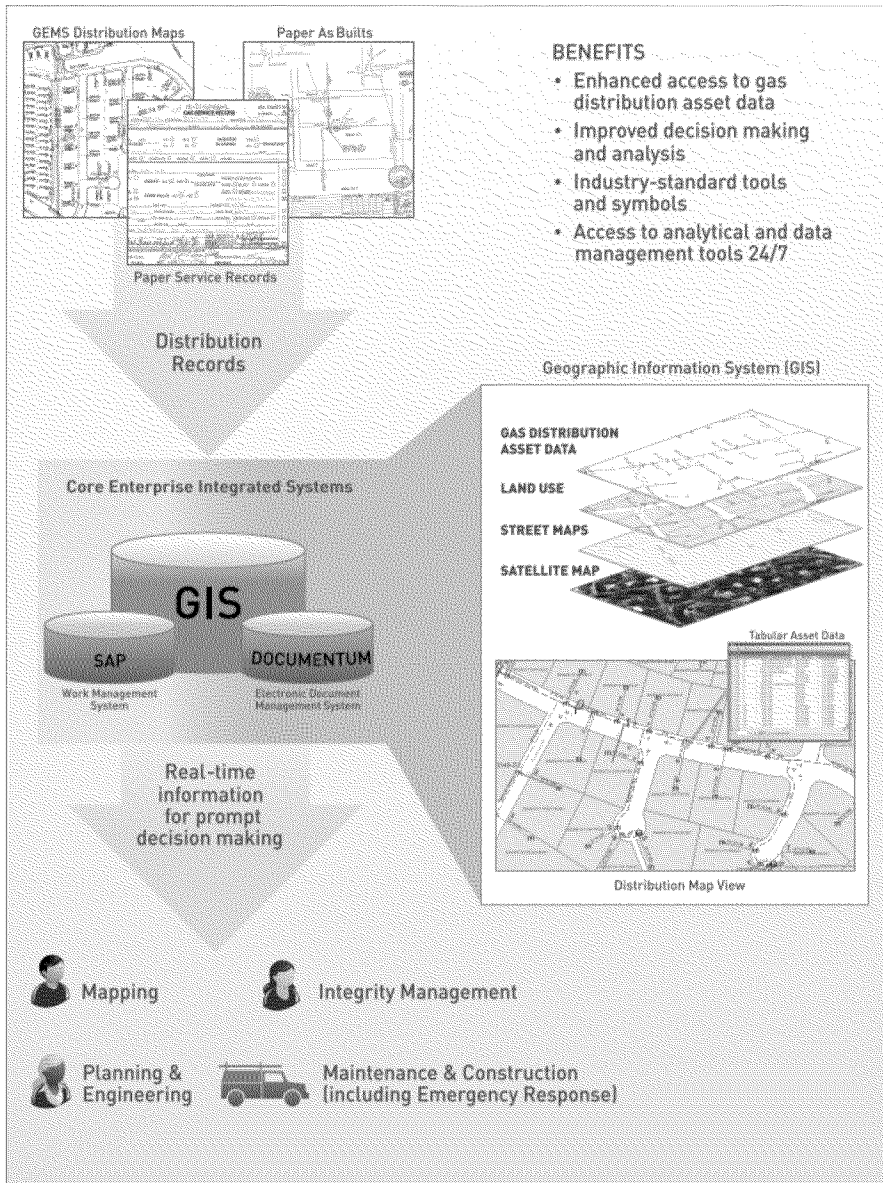 GEMS Distribution Maps
Paper As Builts
Paper Service Records
BENEFITS
• Enhanced access to gas
distribution asset data
• Improved decision making
and analysis
• Industry-standard tools
and symbols
• Access to analytical and data
management tools 24/7
Distribution
Records
Geographic Information System (GIS)
GAS DISTRIBUTION
ASSET DATA
LAND USE
STREET MAPS
SATELLITE MAP
Core Enterprise Integrated Systems
GIS
SAP
DOCUMENTUM
Work Management
System
Electronic Document
Management System
Tabular Asset Data
Distribution Map View
Real-time
information
for prompt
decision making
Mapping
Integrity Management
Planning &
Engineering
Maintenance & Construction
(including Emergency Response)